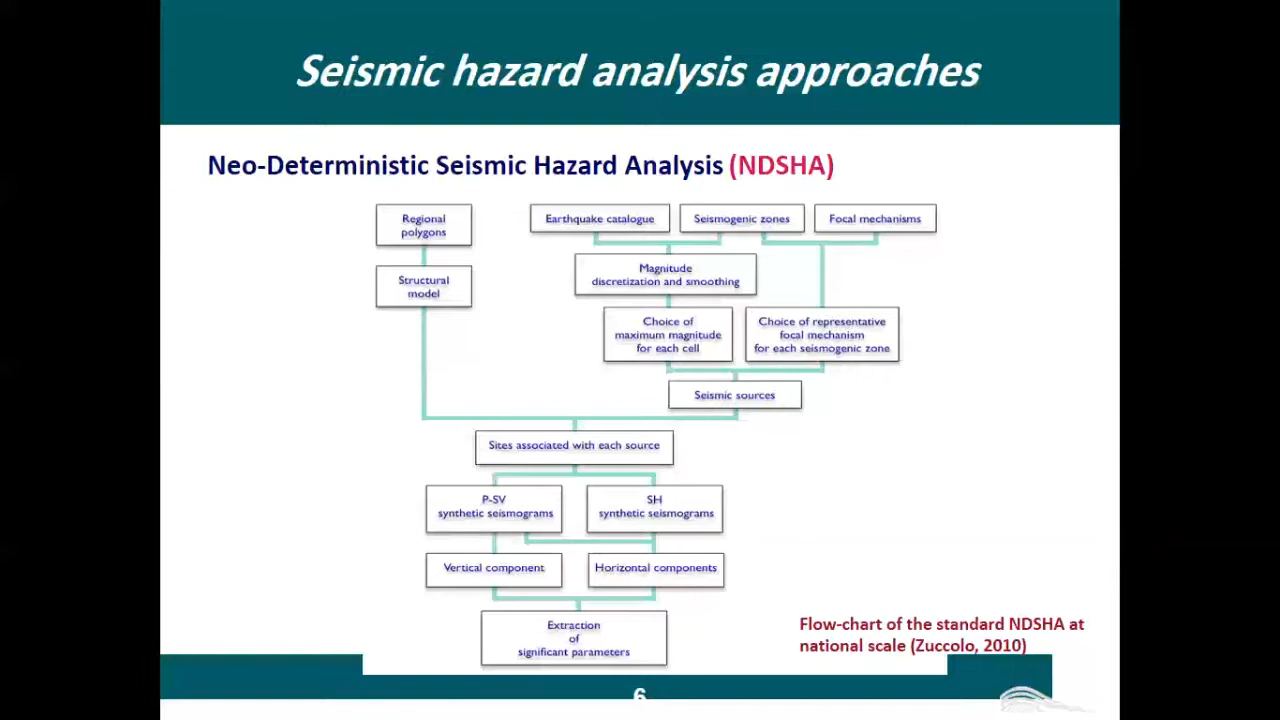 Seismic hazard analysis approaches
Neo-Deterministic Seismic Hazard Analysis (NDSHA)
Regional
polygons
Earthquake catalogue
Seismogenic zones
Focal mechanisms
Structural
model
Magnitude
discretization and smoothing
Choice of
maximum magnitude
for each cell
Choice of representative
focal mechanism
for each seismogenic zone
Seismic sources
Sites associated with each source
P-SV
synthetic seismograms
SH
synthetic seismograms
Vertical component
Horizontal components
Extraction
of
significant parameters
Flow-chart of the standard NDSHA at
national scale (Zuccolo, 2010)
6